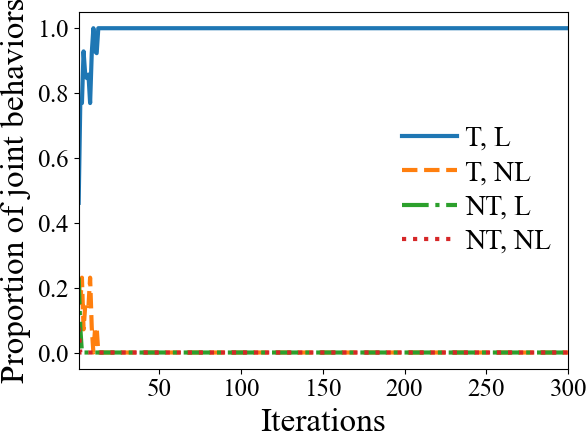 Proportion of joint behaviors
1.0
0.8
0.6
0.4
0.2
0.0
T, L
T, NL
NT, L
NT, NL
50 100 150 200 250 300
Iterations